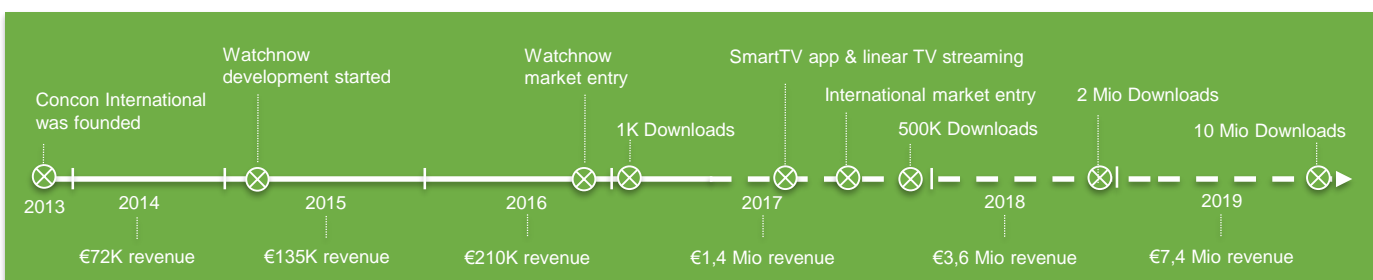 Concon International
was founded
Watchnow
development started
Watchnow
market entry
1K Downloads
SmartTV app & linear TV streaming
International market entry
500K Downloads
2 Mio Downloads
10 Mio Downloads
2013
2014
2015
2016
2017
2018
2019
€72K revenue
€135K revenue
€210K revenue
€1,4 Mio revenue
€3,6 Mio revenue
€7,4 Mio revenue